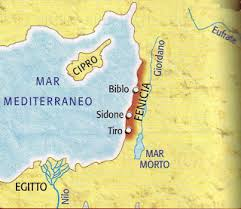 CIPRO
Eufrate
Giordano
MAR
MEDITERRANEO
Biblo
FENICIA
Sidone
Tiro
MAR
MORTO
EGITTO
Nilo